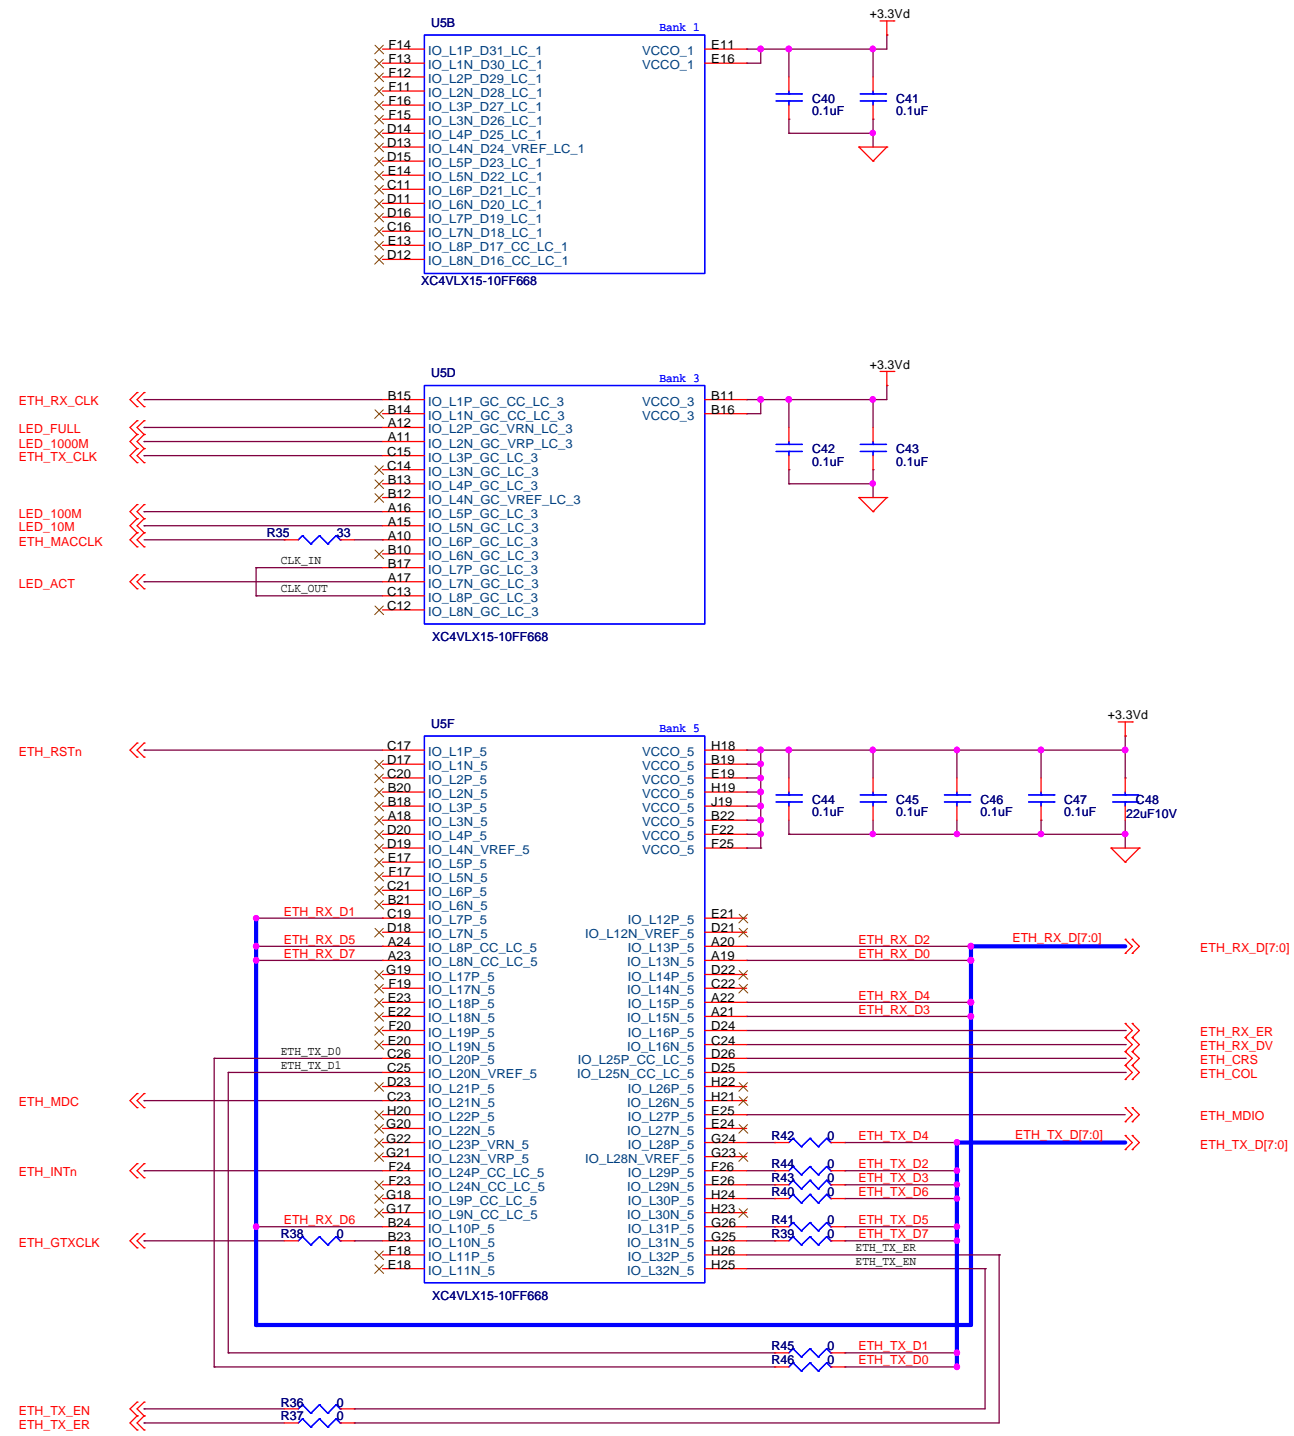 U5B
Bank 1
+3.3Vd
F14 IO_L1P_D31_LC_1 VCCO_1 E11
F13 IO_L1N_D30_LC_1 VCCO_1 E16
F12 IO_L2P_D29_LC_1
F11 IO_L2N_D28_LC_1
F16 IO_L3P_D27_LC_1
F15 IO_L3N_D26_LC_1
D14 IO_L4P_D25_LC_1
D13 IO_L4N_D24_VREF_LC_1
D15 IO_L5P_D23_LC_1
E14 IO_L5N_D22_LC_1
C11 IO_L6P_D21_LC_1
D11 IO_L6N_D20_LC_1
D16 IO_L7P_D19_LC_1
C16 IO_L7N_D18_LC_1
E13 IO_L8P_D17_CC_LC_1
D12 IO_L8N_D16_CC_LC_1
C40
0.1uF
C41
0.1uF
XC4VLX15-10FF668
U5D
Bank 3
+3.3Vd
ETH_RX_CLK B15 IO_L1P_GC_CC_LC_3 VCCO_3 B11
B14 IO_L1N_GC_CC_LC_3 VCCO_3 B16
LED_FULL A12 IO_L2P_GC_VRN_LC_3
LED_1000M A11 IO_L2N_GC_VRP_LC_3
ETH_TX_CLK C15 IO_L3P_GC_LC_3
C14 IO_L3N_GC_LC_3
B13 IO_L4P_GC_LC_3
B12 IO_L4N_GC_VREF_LC_3
LED_100M A16 IO_L5P_GC_LC_3
LED_10M A15 IO_L5N_GC_LC_3
ETH_MACCLK R35 33 A10 IO_L6P_GC_LC_3
B10 IO_L6N_GC_LC_3
CLK_IN B17 IO_L7P_GC_LC_3
LED_ACT A17 IO_L7N_GC_LC_3
CLK_OUT C13 IO_L8P_GC_LC_3
C12 IO_L8N_GC_LC_3
C42
0.1uF
C43
0.1uF
XC4VLX15-10FF668
U5F
Bank 5
+3.3Vd
ETH_RSTn C17 IO_L1P_5 VCCO_5 H18
D17 IO_L1N_5 VCCO_5 B19
C20 IO_L2P_5 VCCO_5 E19
B20 IO_L2N_5 VCCO_5 H19
B18 IO_L3P_5 VCCO_5 J19
A18 IO_L3N_5 VCCO_5 B22
D20 IO_L4P_5 VCCO_5 F22
D19 IO_L4N_VREF_5 VCCO_5 F25
C44
0.1uF
C45
0.1uF
C46
0.1uF
C47
0.1uF
C48
22uF10V
E17 IO_L5P_5
F17 IO_L5N_5
C21 IO_L6P_5
B21 IO_L6N_5
ETH_RX_D1 C19 IO_L7P_5 IO_L12P_5 E21
D18 IO_L7N_5 IO_L12N_VREF_5 D21
ETH_RX_D5 A24 IO_L8P_CC_LC_5 IO_L13P_5 A20 ETH_RX_D2 ETH_RX_D[7:0] ETH_RX_D[7:0]
ETH_RX_D7 A23 IO_L8N_CC_LC_5 IO_L13N_5 A19 ETH_RX_D0
G19 IO_L17P_5 IO_L14P_5 D22
F19 IO_L17N_5 IO_L14N_5 C22
E23 IO_L18P_5 IO_L15P_5 A22 ETH_RX_D4
E22 IO_L18N_5 IO_L15N_5 A21 ETH_RX_D3
F20 IO_L19P_5 IO_L16P_5 D24 ETH_RX_ER
E20 IO_L19N_5 IO_L16N_5 C24 ETH_RX_DV
ETH_TX_D0 C26 IO_L20P_5 IO_L25P_CC_LC_5 D26 ETH_CRS
ETH_TX_D1 C25 IO_L20N_VREF_5 IO_L25N_CC_LC_5 D25 ETH_COL
D23 IO_L21P_5 IO_L26P_5 H22
ETH_MDC C23 IO_L21N_5 IO_L26N_5 H21
H20 IO_L22P_5 IO_L27P_5 E25 ETH_MDIO
G20 IO_L22N_5 IO_L27N_5 E24
G22 IO_L23P_VRN_5 IO_L28P_5 G24 R42 0 ETH_TX_D4 ETH_TX_D[7:0] ETH_TX_D[7:0]
G21 IO_L23N_VRP_5 IO_L28N_VREF_5 G23
ETH_INTn F24 IO_L24P_CC_LC_5 IO_L29P_5 F26 R44 0 ETH_TX_D2
F23 IO_L24N_CC_LC_5 IO_L29N_5 E26 R43 0 ETH_TX_D3
G18 IO_L9P_CC_LC_5 IO_L30P_5 H24 R40 0 ETH_TX_D6
G17 IO_L9N_CC_LC_5 IO_L30N_5 H23
ETH_RX_D6 B24 IO_L10P_5 IO_L31P_5 G26 R41 0 ETH_TX_D5
ETH_GTXCLK R38 0 B23 IO_L10N_5 IO_L31N_5 G25 R39 0 ETH_TX_D7
F18 IO_L11P_5 IO_L32P_5 H26 ETH_TX_ER
E18 IO_L11N_5 IO_L32N_5 H25 ETH_TX_EN
XC4VLX15-10FF668
R45 0 ETH_TX_D1
R46 0 ETH_TX_D0
ETH_TX_EN R36 0
ETH_TX_ER R37 0